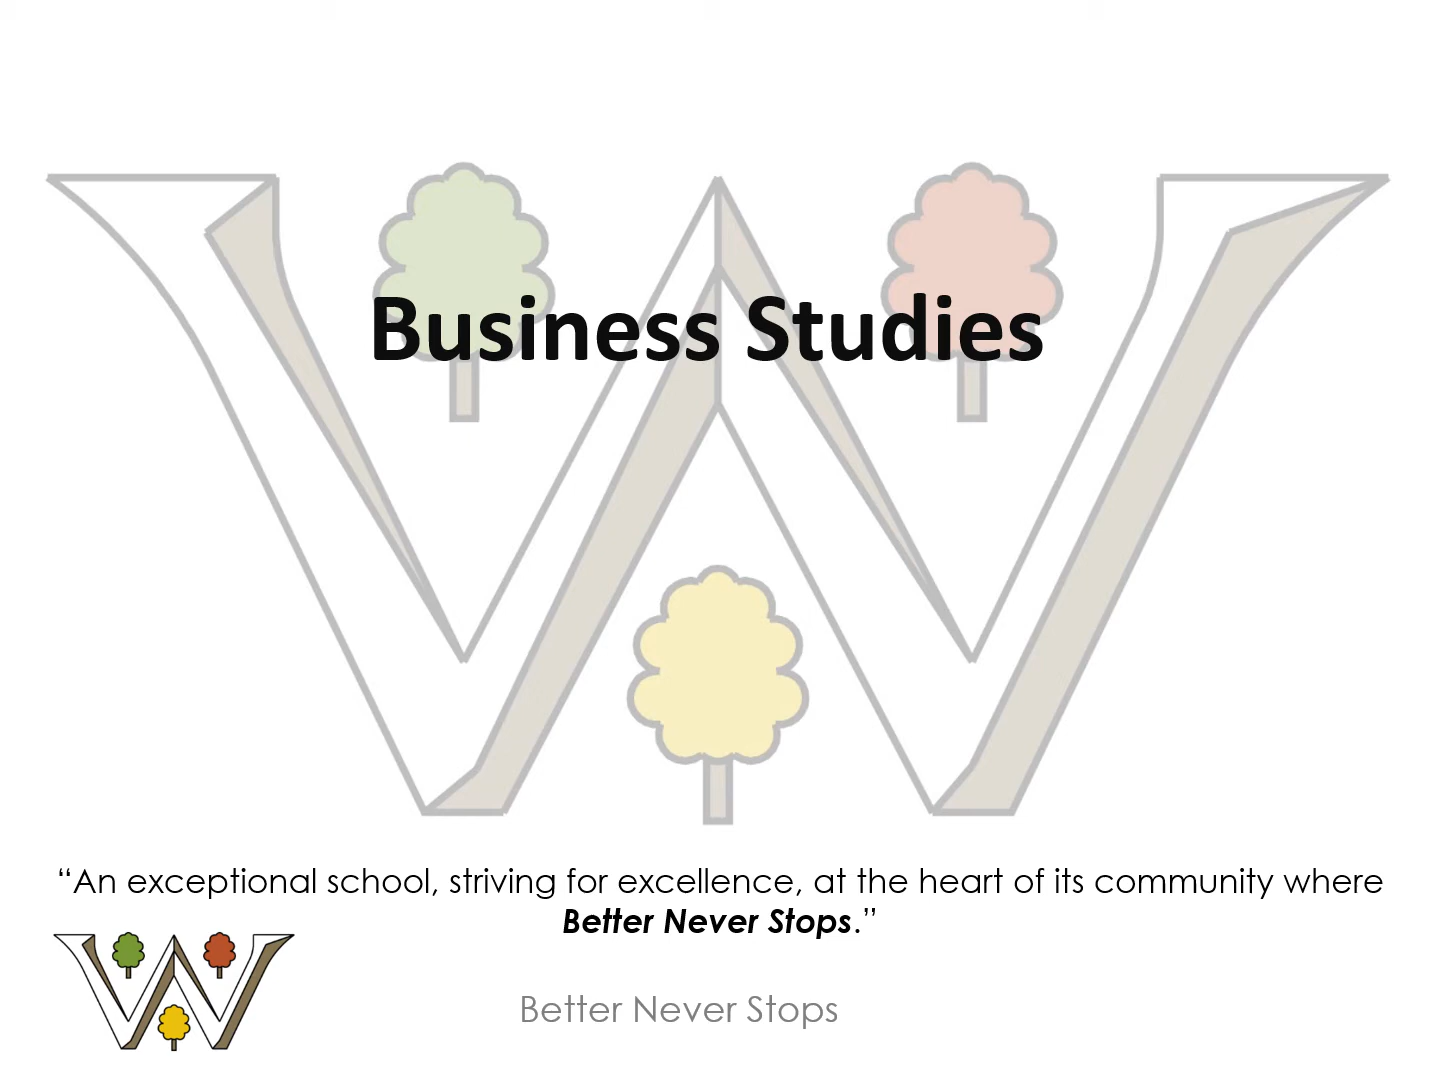 Business Studies
“An exceptional school, striving for excellence, at the heart of its community where
Better Never Stops.”
Better Never Stops